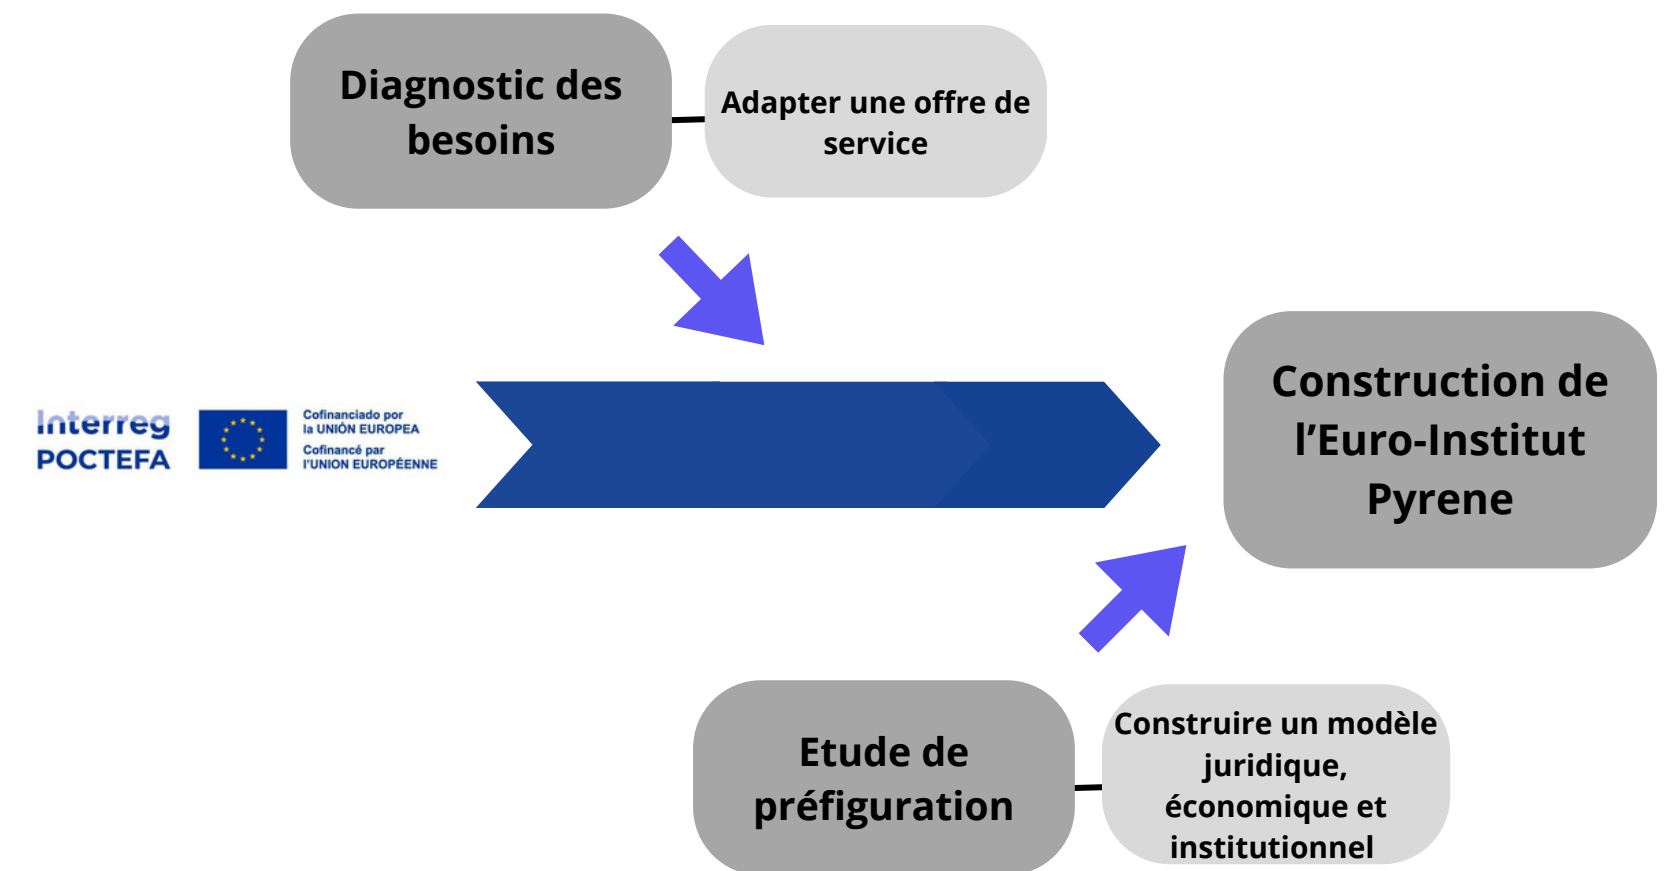 Diagnostic des
besoins
Adapter une offre de
service
Interreg
POCTEFA
Cofinanciado por
la UNIÓN EUROPEA
Cofinancé par
l'UNION EUROPÉENNE
Construction de
l’Euro-Institut
Pyrene
Etude de
préfiguration
Construire un modèle
juridique,
économique et
institutionnel